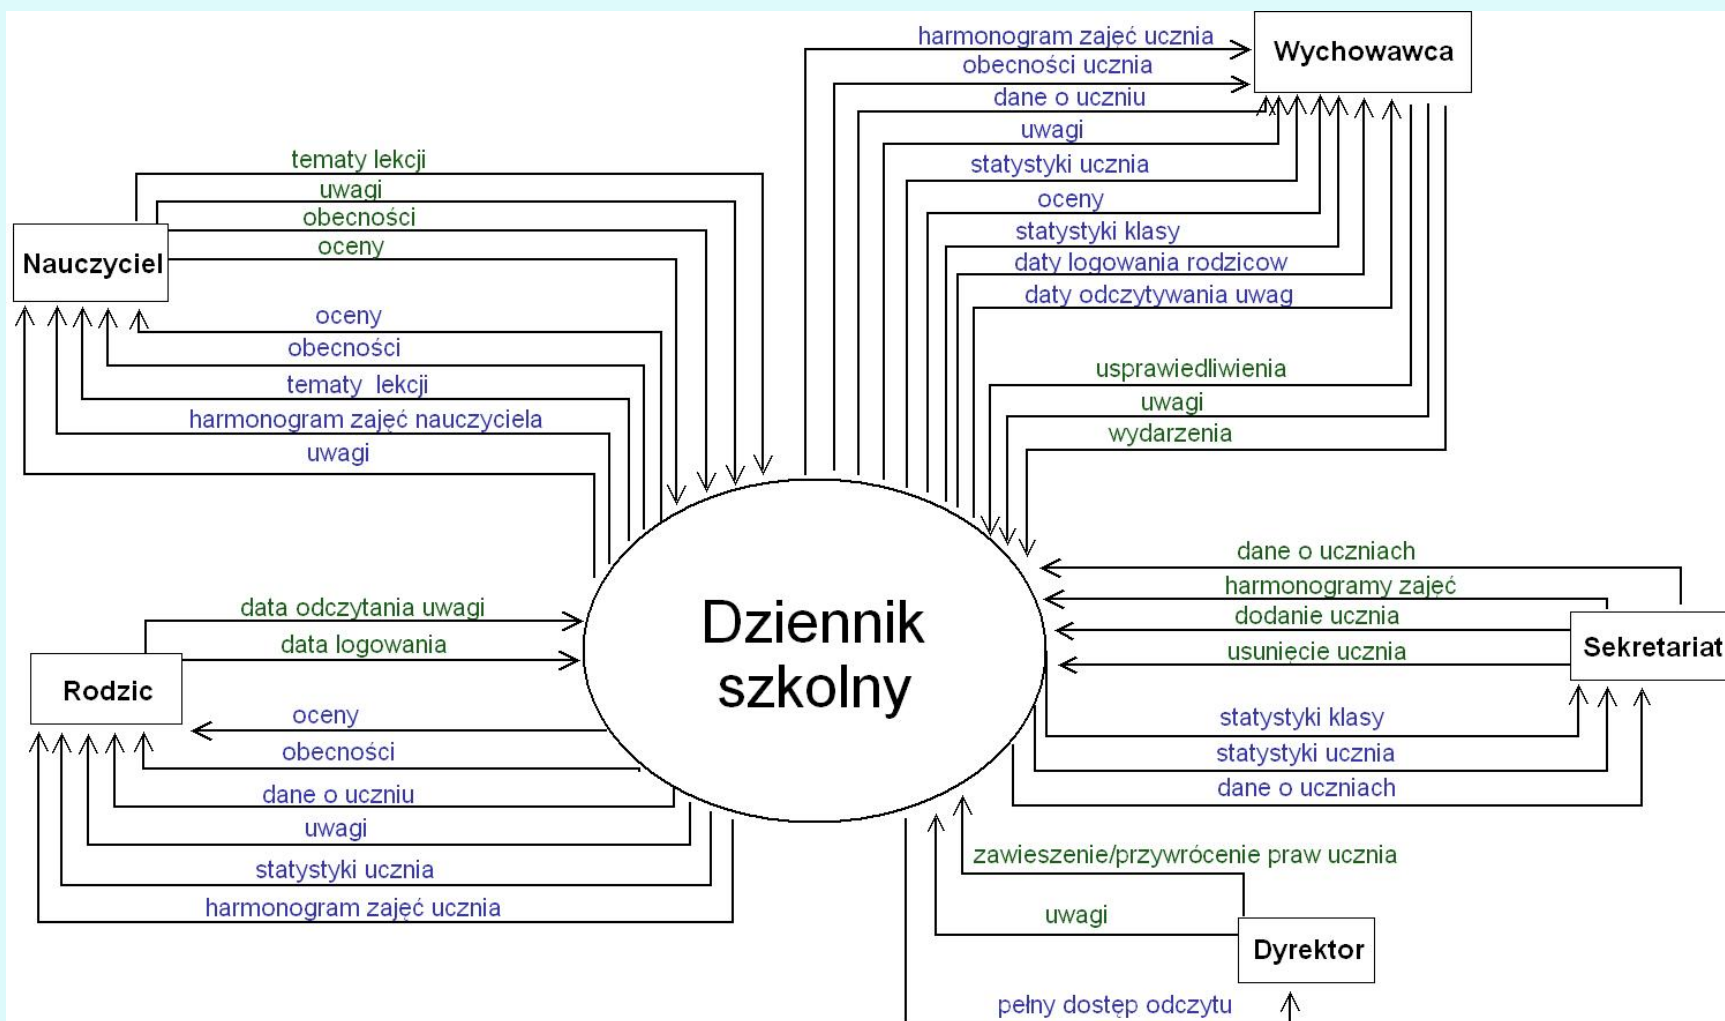 harmonogram zajęć ucznia
Wychowawca
obecności ucznia
dane o uczniu
uwagi
statystyki ucznia
oceny
statystyki klasy
daty logowania rodzicow
daty odczytywania uwag
usprawiedliwienia
uwagi
wydarzenia
tematy lekcji
uwagi
obecności
oceny
Nauczyciel
oceny
obecności
tematy lekcji
harmonogram zajęć nauczyciela
uwagi
Dziennik
szkolny
dane o uczniach
harmonogramy zajęć
dodanie ucznia
usunięcie ucznia
Sekretariat
statystyki klasy
statystyki ucznia
dane o uczniach
data odczytania uwagi
data logowania
Rodzic
oceny
obecności
dane o uczniu
uwagi
statystyki ucznia
harmonogram zajęć ucznia
zawieszenie/przywrócenie praw ucznia
uwagi
Dyrektor
pełny dostęp odczytu